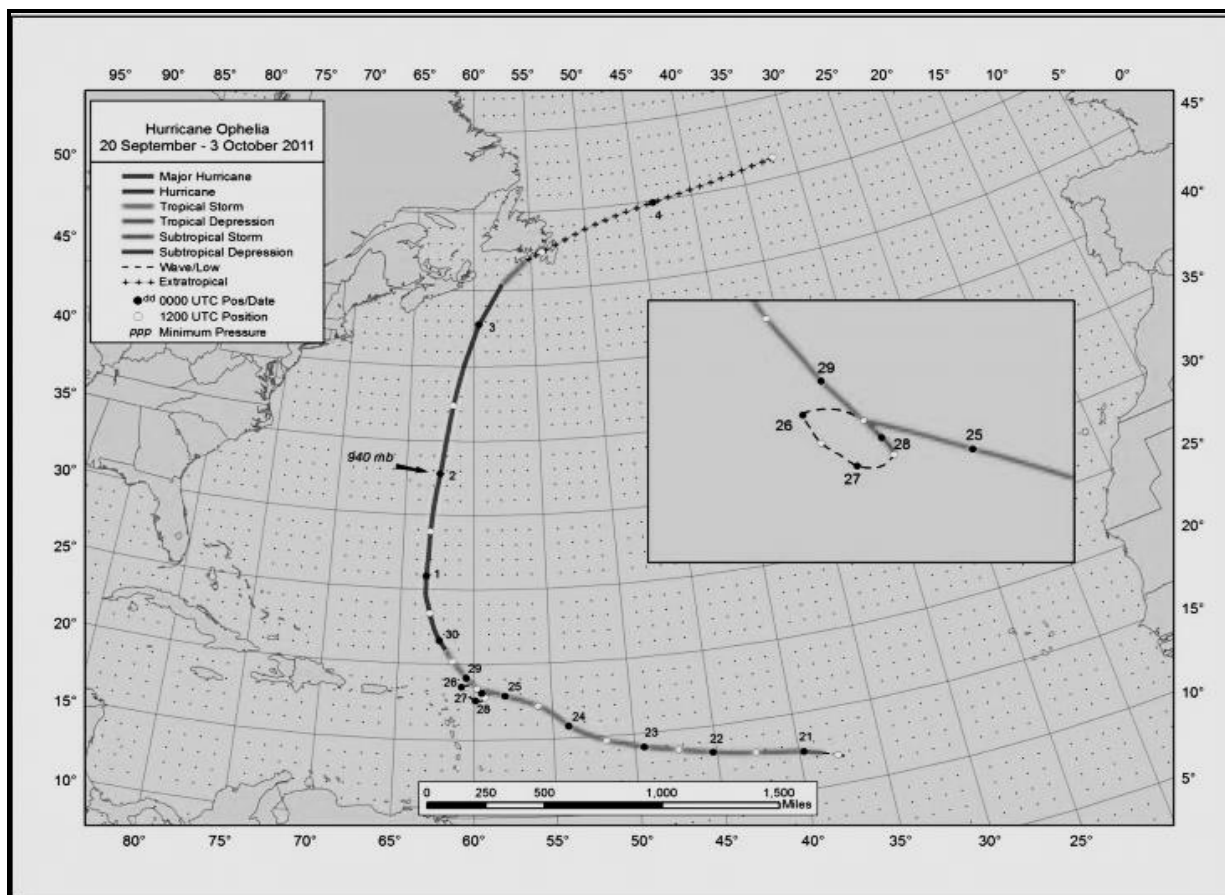 95° 90° 85° 80° 75° 70° 65° 60° 55° 50° 45° 40° 35° 30° 25° 20° 15° 10° 5° 0°
Hurricane Ophelia
20 September - 3 October 2011
Major Hurricane
Hurricane
Tropical Storm
Tropical Depression
Subtropical Storm
Subtropical Depression
Wave/Low
Extratropical
dd 0000 UTC Pos/Date
1200 UTC Position
ppp Minimum Pressure
50°
45°
40°
35°
30°
25°
20°
15°
10°
45°
40°
35°
30°
25°
20°
15°
10°
5°
4
3
940 mb
2
1
30
29
26
27
28
25
24
23
22
21
29
26
28
25
27
0 250 500 1,000 1,500
Miles
80° 75° 70° 65° 60° 55° 50° 45° 40° 35° 30° 25°